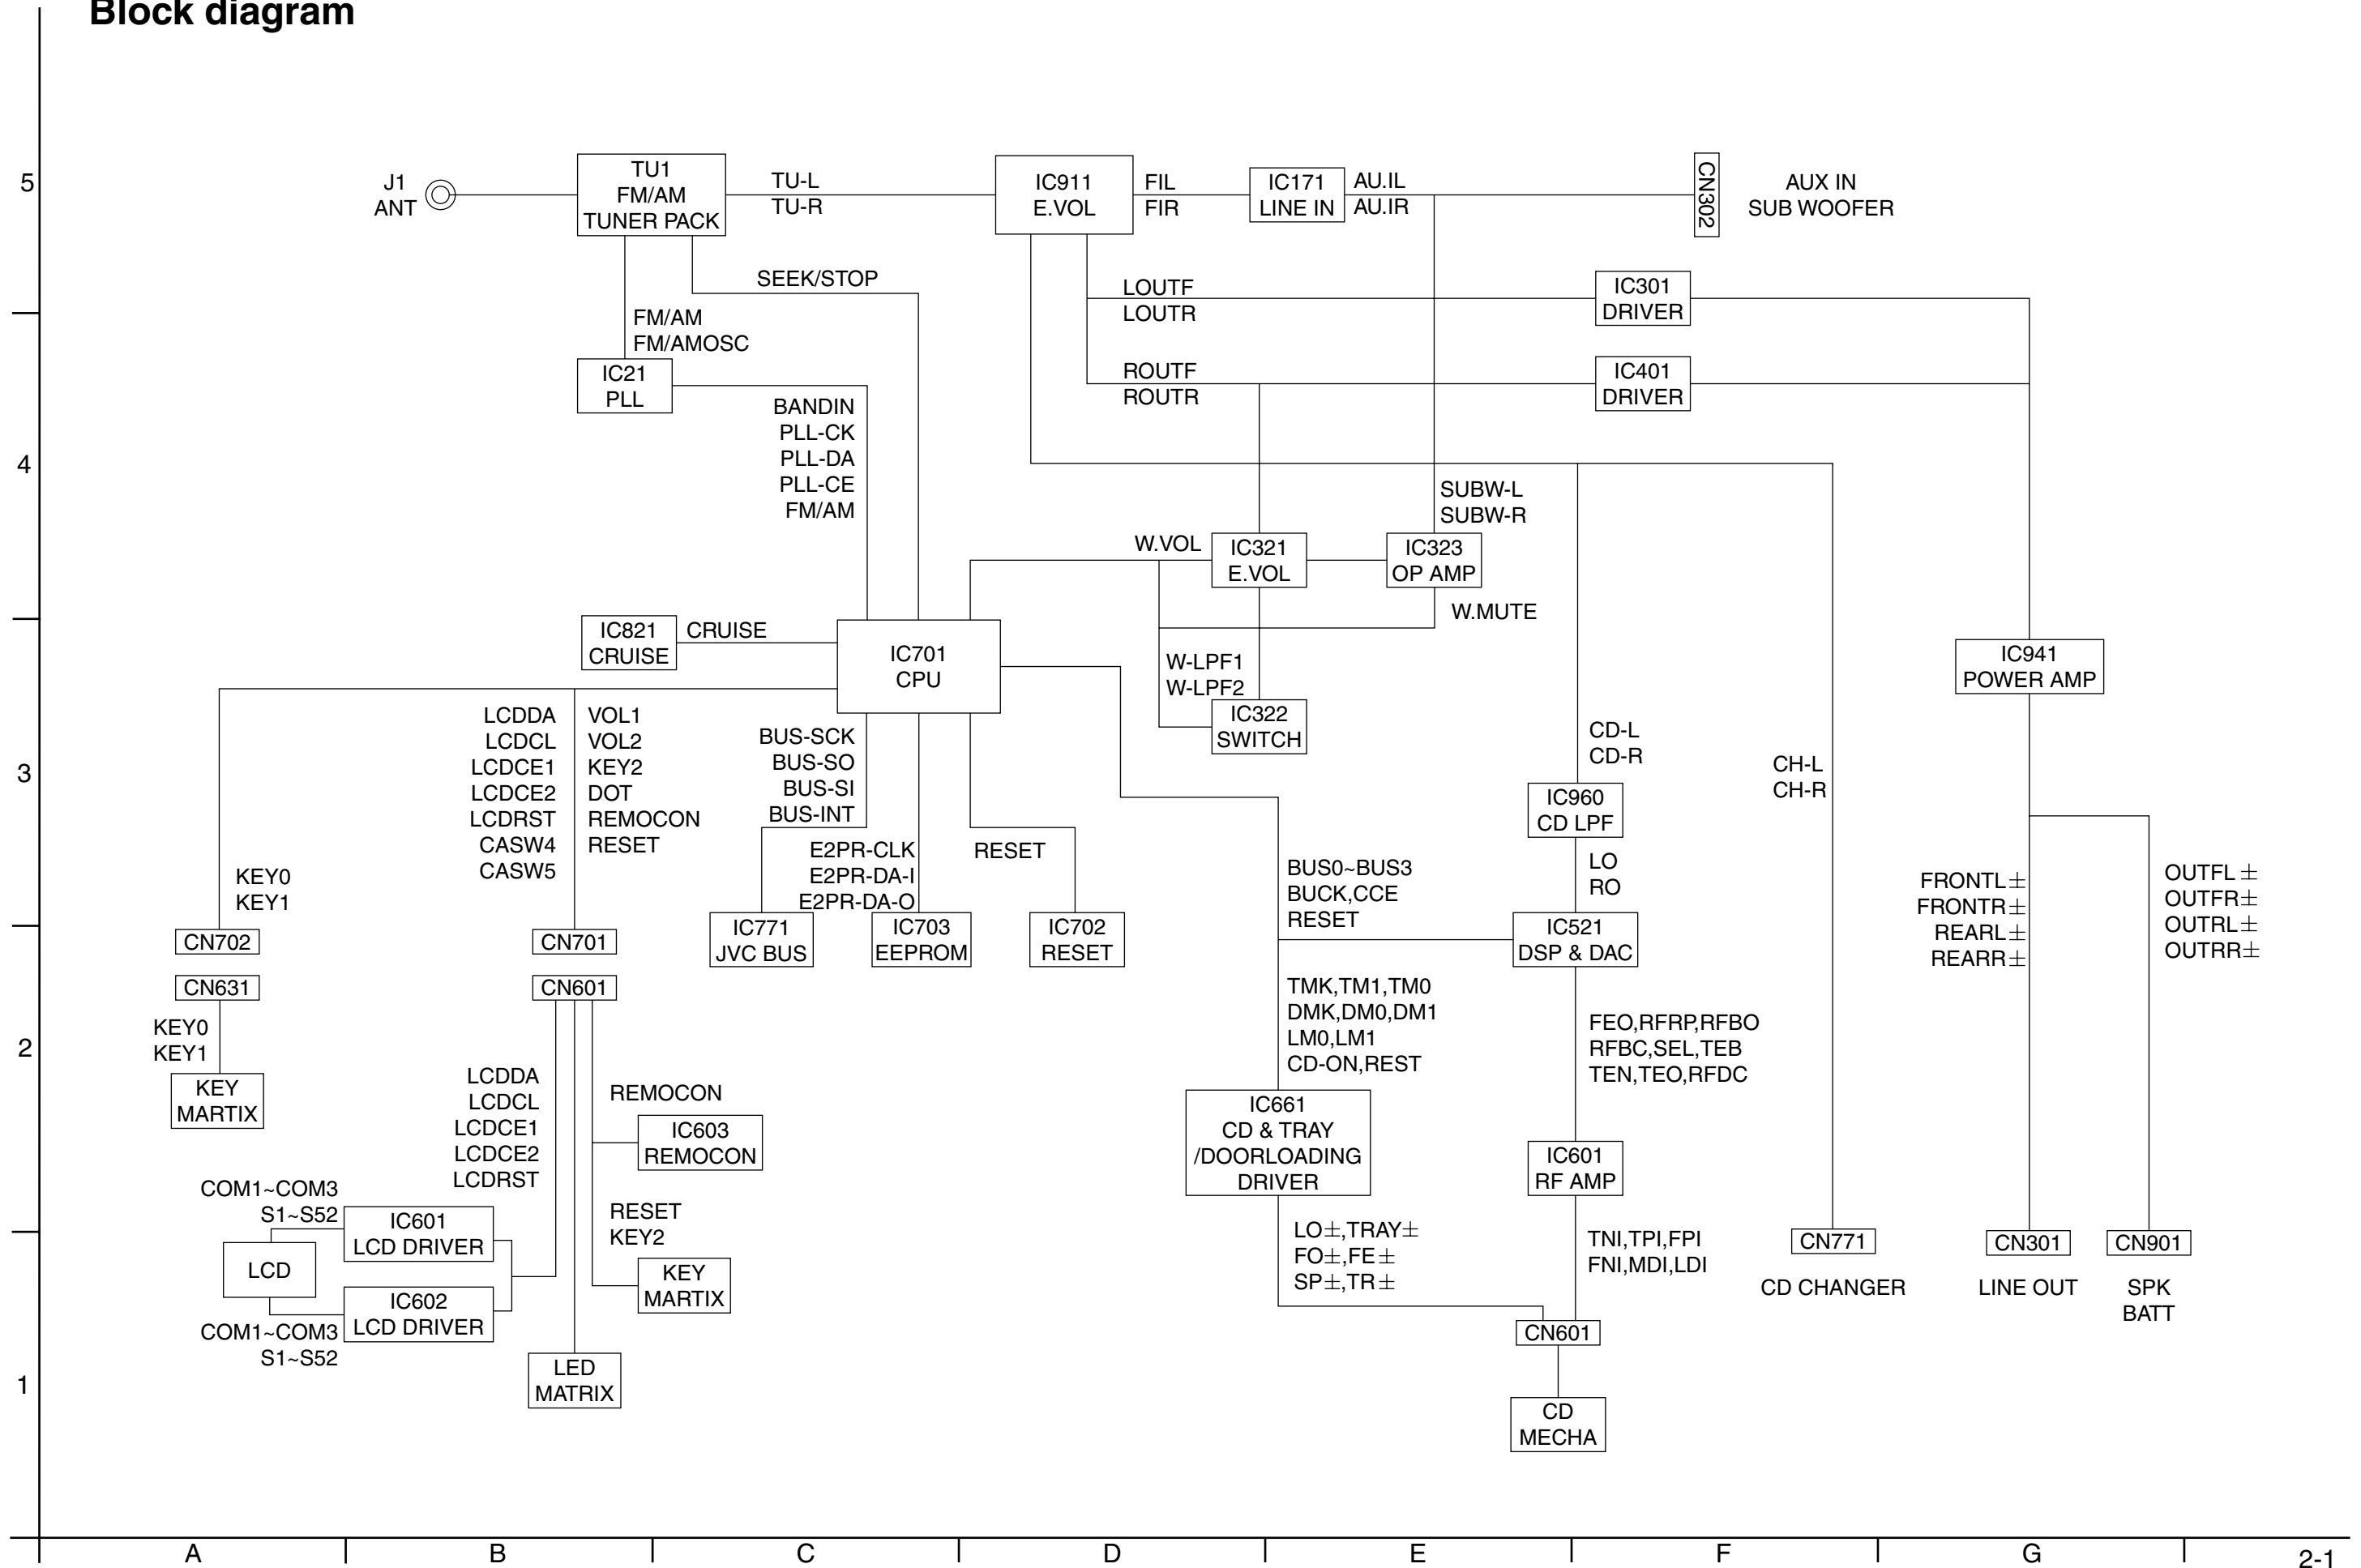 Block diagram
5
J1
ANT
TU1
FM/AM
TUNER PACK
TU-L
TU-R
IC911
E.VOL
FIL
FIR
IC171
LINE IN
AU.IL
AU.IR
CN302
AUX IN
SUB WOOFER
SEEK/STOP
LOUTF
LOUTR
IC301
DRIVER
FM/AM
FM/AMOSC
IC21
PLL
ROUTF
ROUTR
IC401
DRIVER
4
BANDIN
PLL-CK
PLL-DA
PLL-CE
FM/AM
SUBW-L
SUBW-R
W.VOL
IC321
E.VOL
IC323
OP AMP
W.MUTE
IC821
CRUISE
CRUISE
IC701
CPU
W-LPF1
W-LPF2
IC322
SWITCH
IC941
POWER AMP
3
LCDDA
LCDCL
LCDCE1
LCDCE2
LCDRST
CASW4
CASW5
VOL1
VOL2
KEY2
DOT
REMOCON
RESET
BUS-SCK
BUS-SO
BUS-SI
BUS-INT
E2PR-CLK
E2PR-DA-I
E2PR-DA-O
RESET
CD-L
CD-R
CH-L
CH-R
IC960
CD LPF
LO
RO
KEY0
KEY1
BUS0~BUS3
BUCK,CCE
RESET
FRONTL±
FRONTR±
REARL±
REARR±
OUTFL±
OUTFR±
OUTRL±
OUTRR±
CN702
CN701
IC771
JVC BUS
IC703
EEPROM
IC702
RESET
IC521
DSP & DAC
CN631
CN601
2
KEY0
KEY1
KEY
MARTIX
TMK,TM1,TM0
DMK,DM0,DM1
LM0,LM1
CD-ON,REST
FEO,RFRP,RFBO
RFBC,SEL,TEB
TEN,TEO,RFDC
LCDDA
LCDCL
LCDCE1
LCDCE2
LCDRST
REMOCON
IC603
REMOCON
IC661
CD & TRAY
/DOORLOADING
DRIVER
IC601
RF AMP
COM1~COM3
S1~S52
IC601
LCD DRIVER
LCD
IC602
LCD DRIVER
COM1~COM3
S1~S52
RESET
KEY2
KEY
MARTIX
LO±,TRAY±
FO±,FE±
SP±,TR±
TNI,TPI,FPI
FNI,MDI,LDI
CN771
CD CHANGER
CN301
LINE OUT
CN901
SPK
BATT
CN601
1
LED
MATRIX
CD
MECHA
A
B
C
D
E
F
G
2-1